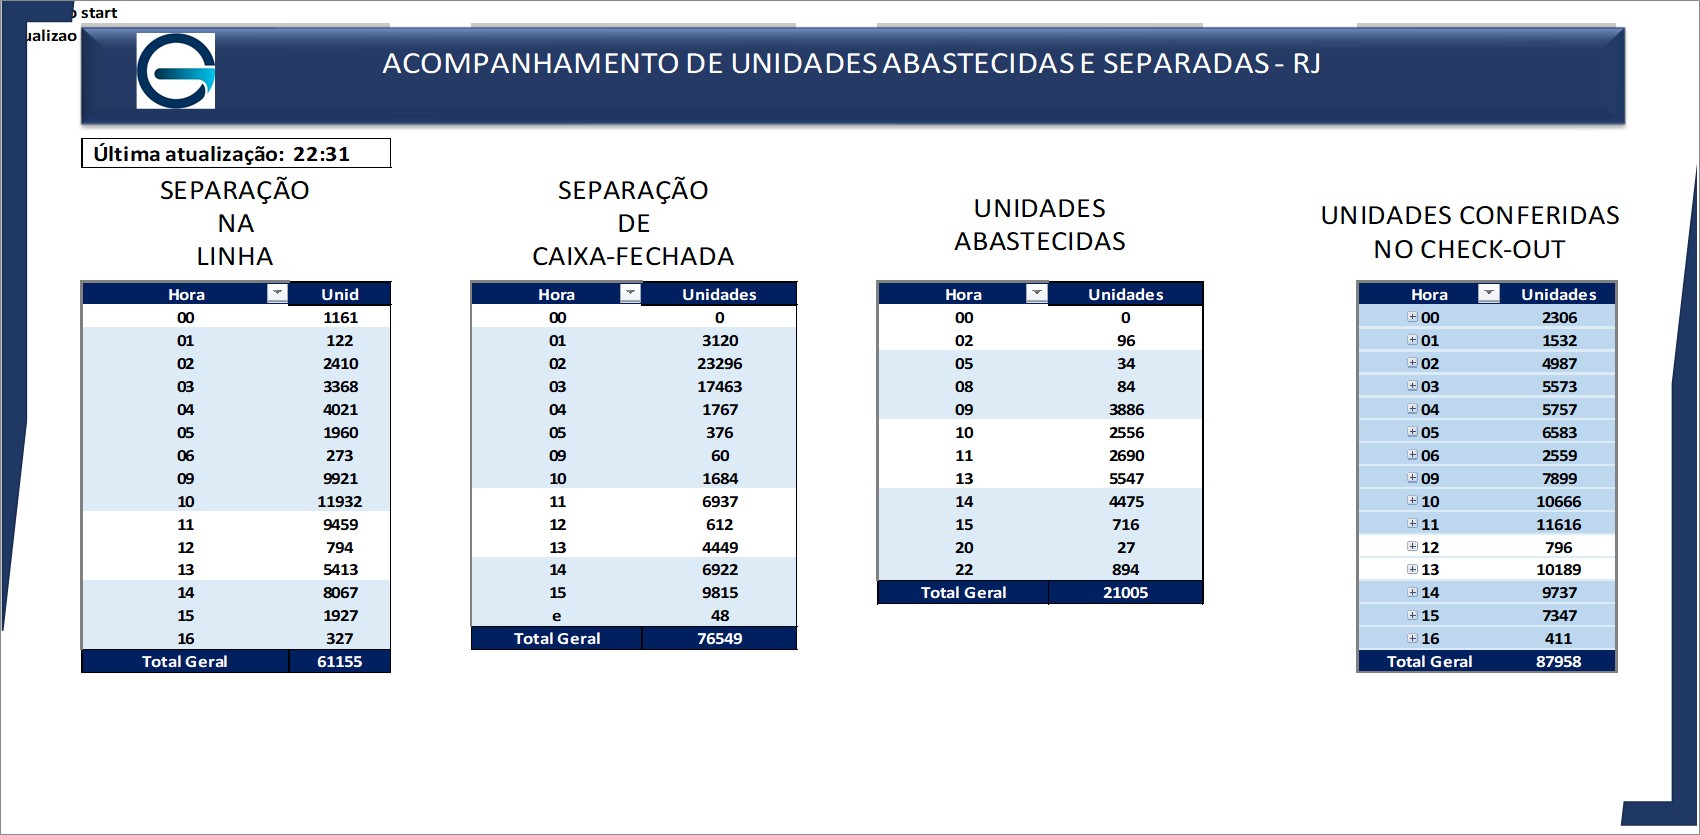 start
ualizao
ACOMPANHAMENTO DE UNIDADES ABASTECIDAS E SEPARADAS - RJ
Última atualização: 22:31
SEPARAÇÃO
NA
LINHA
Hora Unid
00 1161
01 122
02 2410
03 3368
04 4021
05 1960
06 273
09 9921
10 11932
11 9459
12 794
13 5413
14 8067
15 1927
16 327
Total Geral 61155
SEPARAÇÃO
DE
CAIXA-FECHADA
Hora Unidades
00 0
01 3120
02 23296
03 17463
04 1767
05 376
09 60
10 1684
11 6937
12 612
13 4449
14 6922
15 9815
e 48
Total Geral 76549
UNIDADES
ABASTECIDAS
Hora Unidades
00 0
02 96
05 34
08 84
09 3886
10 2556
11 2690
13 5547
14 4475
15 716
20 27
22 894
Total Geral 21005
UNIDADES CONFERIDAS
NO CHECK-OUT
Hora Unidades
00 2306
01 1532
02 4987
03 5573
04 5757
05 6583
06 2559
09 7899
10 10666
11 11616
12 796
13 10189
14 9737
15 7347
16 411
Total Geral 87958